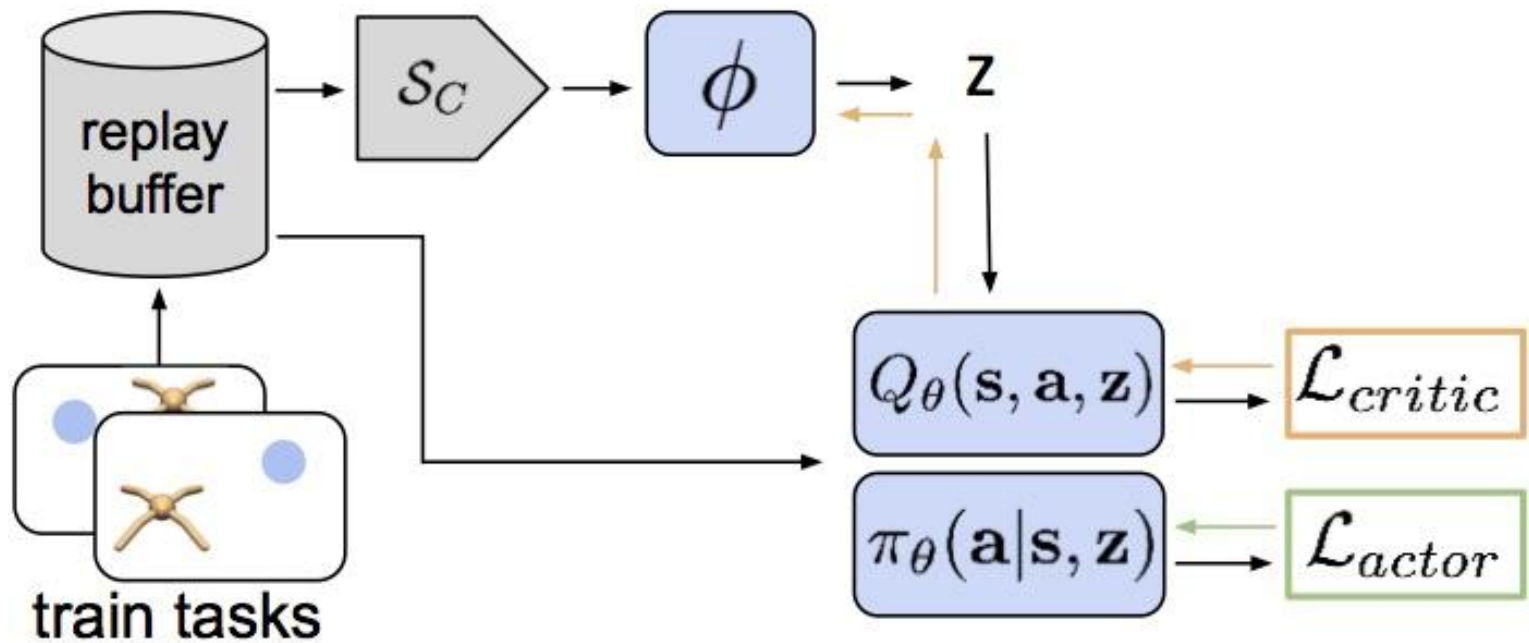 replay
buffer
𝒮_C
ϕ
z
Q_θ(s, a, z)
ℒ_critic
π_θ(a|s, z)
ℒ_actor
train tasks